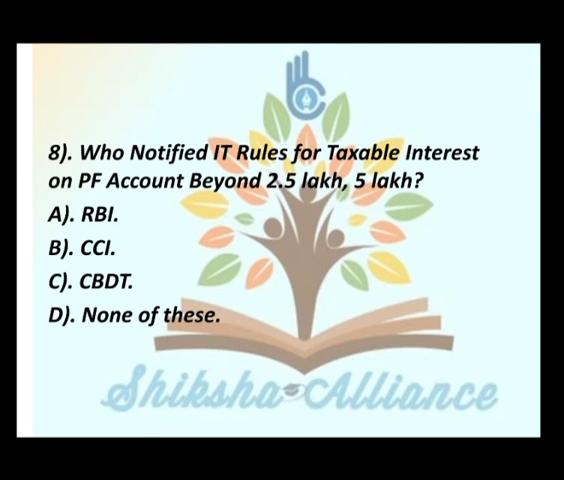 8). Who Notified IT Rules for Taxable Interest
on PF Account Beyond 2.5 lakh, 5 lakh?
A). RBI.
B). CCI.
C). CBDT.
D). None of these.
Shiksha Alliance